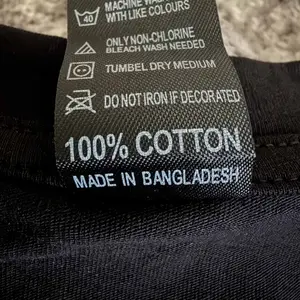 MACHINE WASH
40
WITH LIKE COLOURS
ONLY NON-CHLORINE
BLEACH WASH NEEDED
TUMBEL DRY MEDIUM
DO NOT IRON IF DECORATED
100% COTTON
MADE IN BANGLADESH